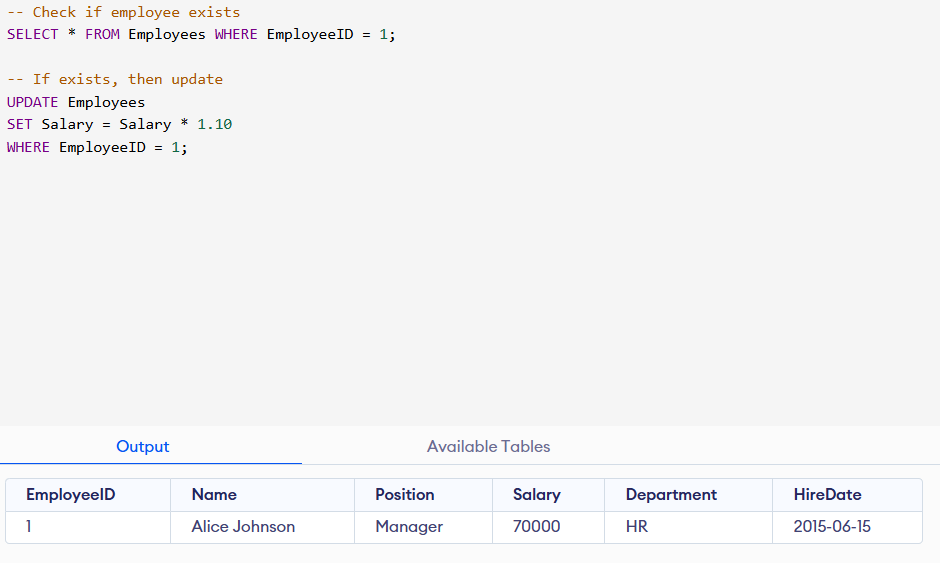 -- Check if employee exists
SELECT * FROM Employees WHERE EmployeeID = 1;
-- If exists, then update
UPDATE Employees
SET Salary = Salary * 1.10
WHERE EmployeeID = 1;
Output Available Tables
EmployeeID Name Position Salary Department HireDate
1 Alice Johnson Manager 70000 HR 2015-06-15